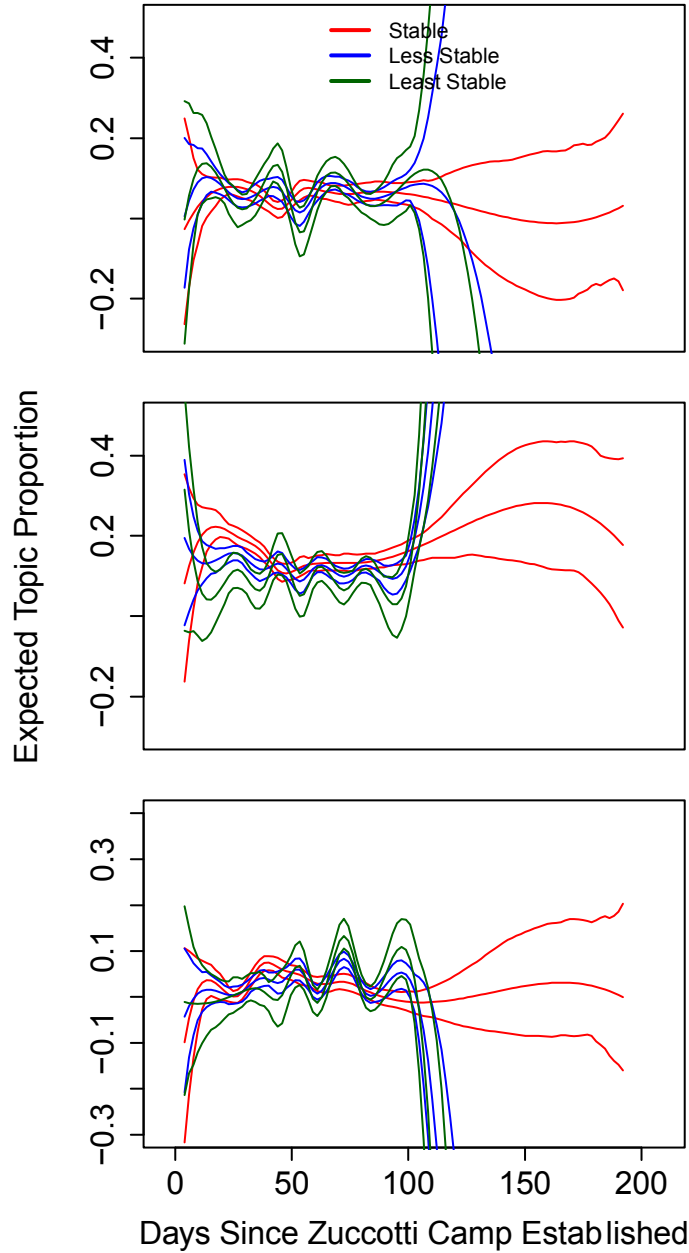 Stable
Less Stable
Least Stable
0.4
0.2
−0.2
0.4
0.2
−0.2
0.3
0.1
−0.1
−0.3
Expected Topic Proportion
0 50 100 150 200
Days Since Zuccotti Camp Established